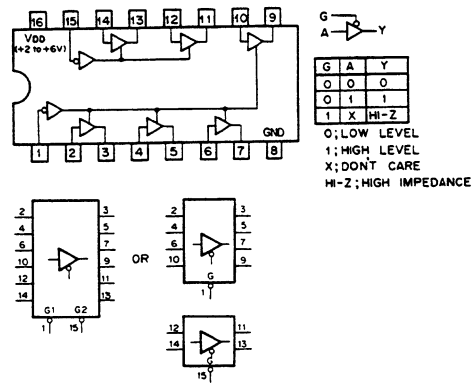 16 15 14 13 12 11 10 9
VDD
(+2 to +6V)
GND
1 2 3 4 5 6 7 8
G
A Y
G A Y
0 0 0
0 1 1
1 X HI-Z
0;LOW LEVEL
1;HIGH LEVEL
X;DON'T CARE
HI-Z;HIGH IMPEDANCE
2 3
4 5
6 7
10 9
12 11
14 13
G1 G2
1 15
OR
2 3
4 5
6 7
10 9
G
1
12 11
14 13
G
15